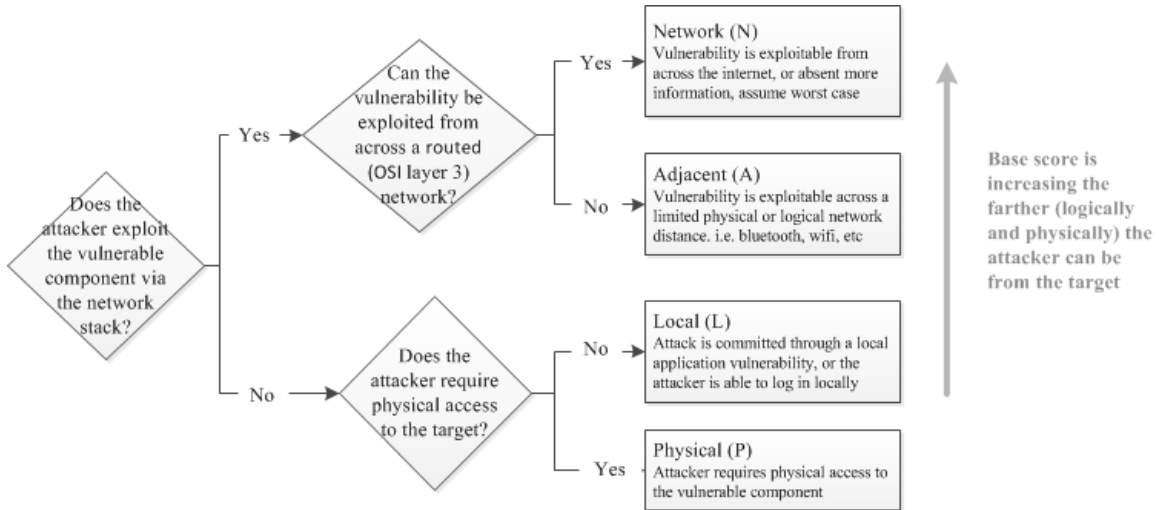 Does the
attacker exploit
the vulnerable
component via
the network
stack?
Yes
No
Can the
vulnerability be
exploited from
across a routed
(OSI layer 3)
network?
Yes
No
Does the
attacker require
physical access
to the target?
No
Yes
Network (N)
Vulnerability is exploitable from
across the internet, or absent more
information, assume worst case
Adjacent (A)
Vulnerability is exploitable across a
limited physical or logical network
distance. i.e. bluetooth, wifi, etc
Local (L)
Attack is committed through a local
application vulnerability, or the
attacker is able to log in locally
Physical (P)
Attacker requires physical access to
the vulnerable component
Base score is
increasing the
farther (logically
and physically) the
attacker can be
from the target